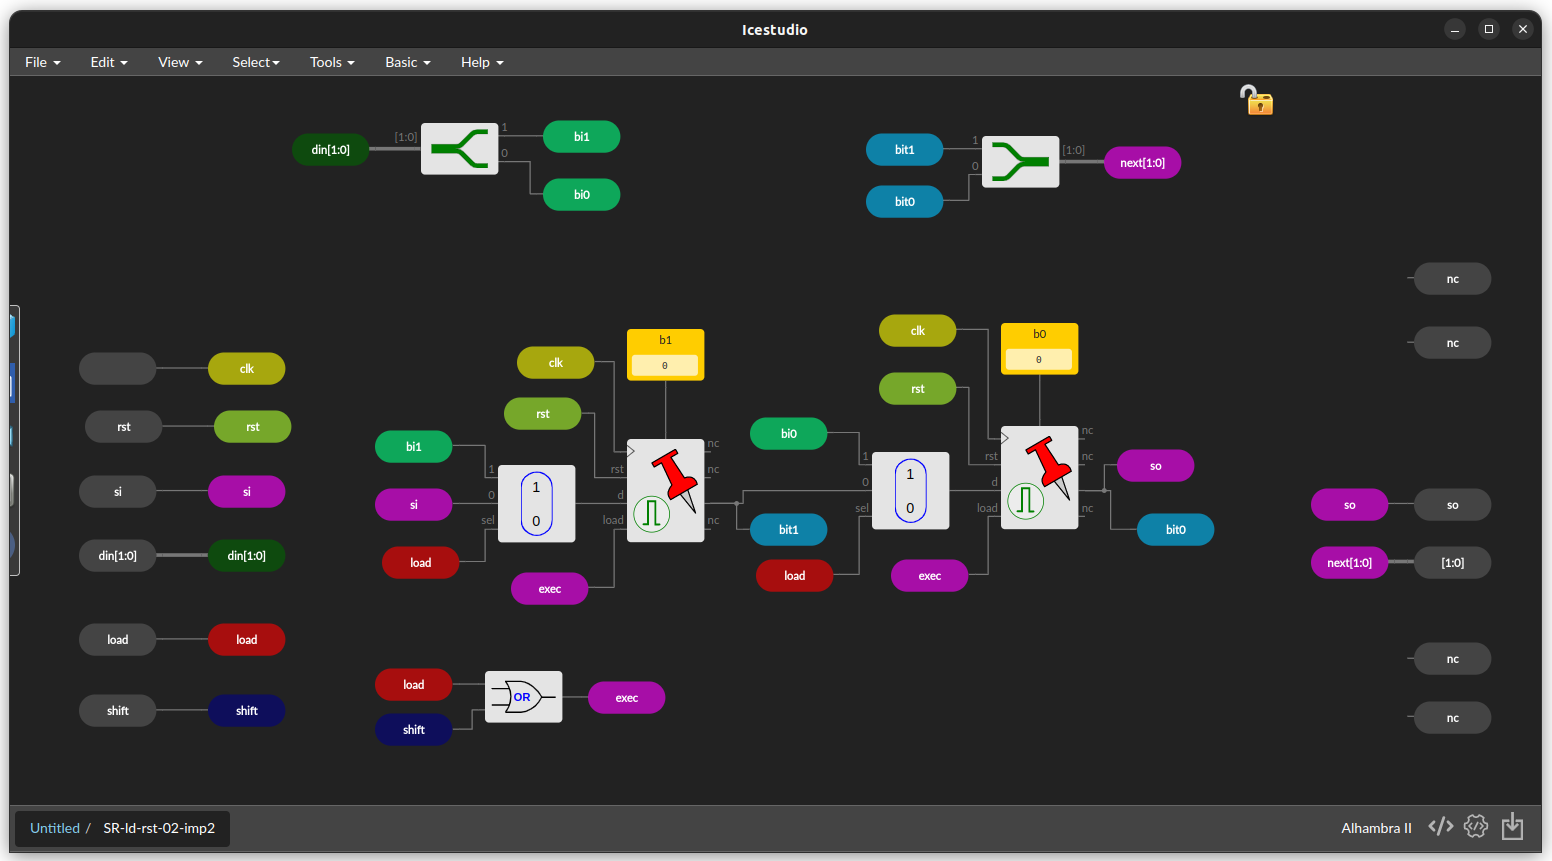 Icestudio
File Edit View Select Tools Basic Help
din[1:0] [1:0] 1 bi1
0
bi0
bit1 1 [1:0] next[1:0]
0
bit0
nc
nc
clk
rst rst
si si
din[1:0] din[1:0]
load load
shift shift
clk
b1
0
rst
bi1
1
si 0
sel
1
0
load
rst
d
load
nc
nc
nc
exec
bit1
clk
b0
0
rst
bi0
1
0
sel
1
0
load
rst
d
load
nc
nc
nc
exec
so
bit0
so so
next[1:0] [1:0]
nc
nc
load
shift
OR
exec
Untitled / SR-ld-rst-02-imp2
Alhambra II